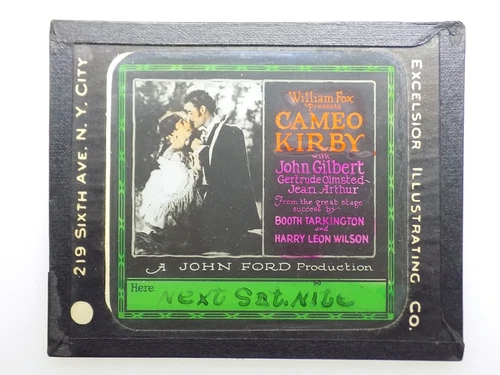 219 SIXTH AVE. N. Y. CITY
EXCELSIOR ILLUSTRATING CO.
William Fox
Presents
CAMEO
KIRBY
with
John Gilbert
Gertrude Olmsted
Jean Arthur
From the great stage
success by
BOOTH TARKINGTON
and
HARRY LEON WILSON
A JOHN FORD Production
Here:
Next Sat. Nite